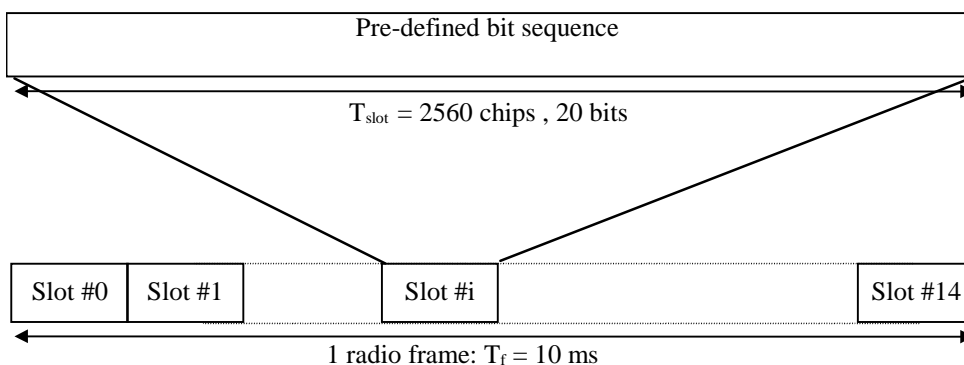 Pre-defined bit sequence
T_slot = 2560 chips , 20 bits
Slot #0 Slot #1 Slot #i Slot #14
1 radio frame: T_f = 10 ms